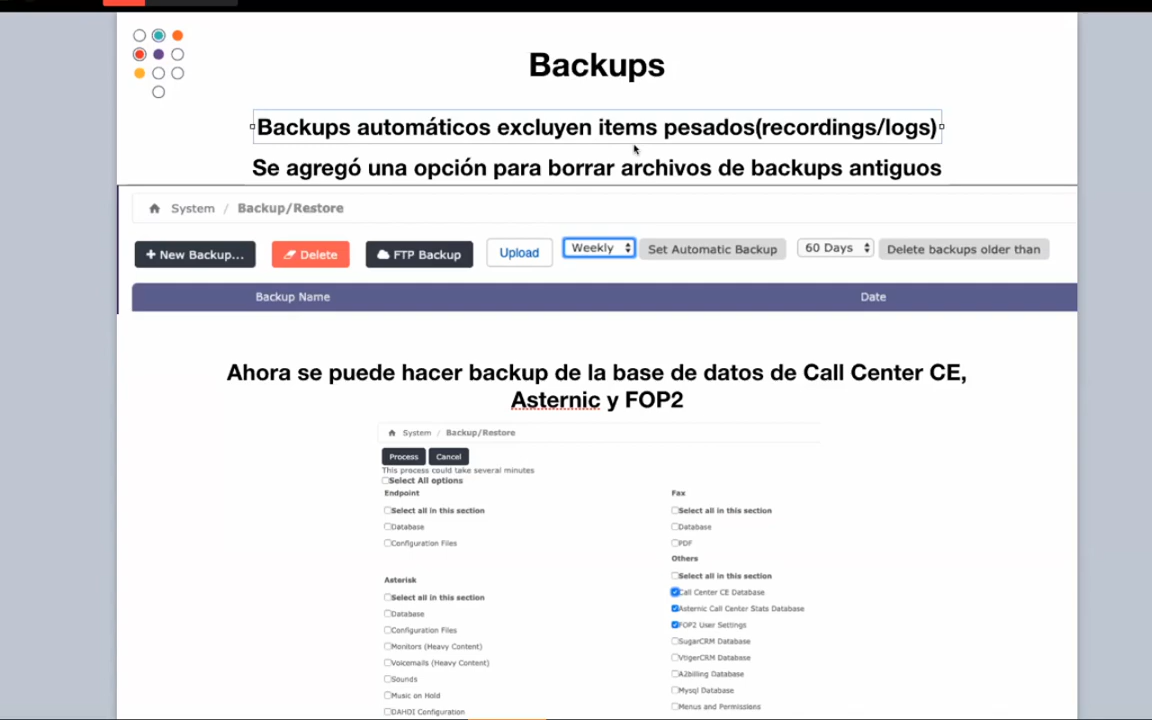 Backups
Backups automáticos excluyen items pesados(recordings/logs)
Se agregó una opción para borrar archivos de backups antiguos
System / Backup/Restore
+ New Backup... Delete FTP Backup Upload Weekly Set Automatic Backup 60 Days Delete backups older than
Backup Name Date
Ahora se puede hacer backup de la base de datos de Call Center CE,
Asternic y FOP2
System / Backup/Restore
Process Cancel
This process could take several minutes
Select All options
Endpoint
Select all in this section
Database
Configuration Files
Asterisk
Select all in this section
Database
Configuration Files
Monitors (Heavy Content)
Voicemails (Heavy Content)
Sounds
Music on Hold
DAHDI Configuration
Fax
Select all in this section
Database
PDF
Others
Select all in this section
Call Center CE Database
Asternic Call Center Stats Database
FOP2 User Settings
SugarCRM Database
VtigerCRM Database
A2billing Database
Mysql Database
Menus and Permissions